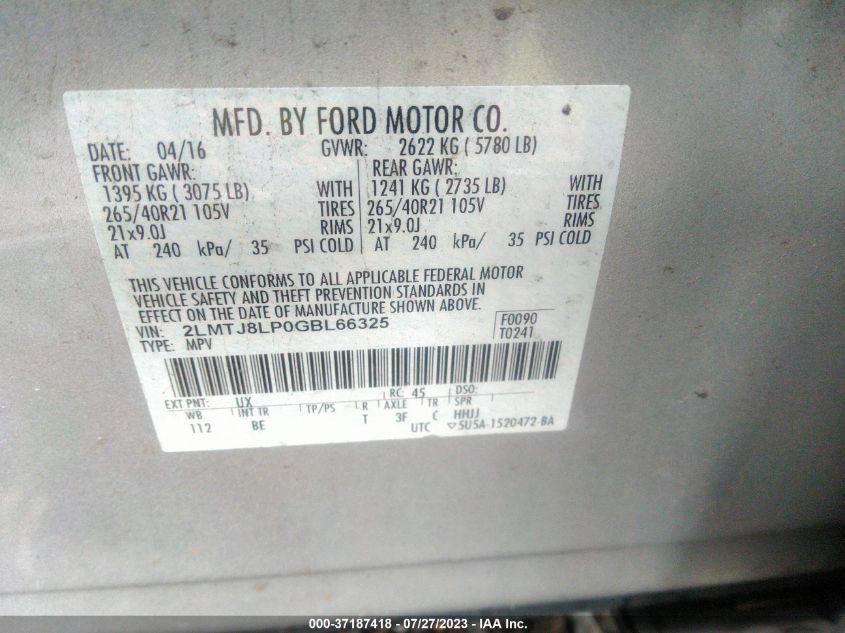 MFD. BY FORD MOTOR CO.
DATE: 04/16 GVWR: 2622 KG ( 5780 LB)
FRONT GAWR: REAR GAWR:
1395 KG ( 3075 LB) WITH 1241 KG ( 2735 LB) WITH
265/40R21 105V TIRES 265/40R21 105V TIRES
21x9.0J RIMS 21x9.0J RIMS
AT 240 kPa/ 35 PSI COLD AT 240 kPa/ 35 PSI COLD
THIS VEHICLE CONFORMS TO ALL APPLICABLE FEDERAL MOTOR
VEHICLE SAFETY AND THEFT PREVENTION STANDARDS IN
EFFECT ON THE DATE OF MANUFACTURE SHOWN ABOVE.
VIN: 2LMTJ8LP0GBL66325 F0090
TYPE: MPV T0241
EXT PNT: UX RC: 45 DSO:
WB INT TR TP/PS R AXLE TR SPR
112 BE T 3F C HHJJ
UTC ▽SU5A-1520472-BA
000-37187418 - 07/27/2023 - Copyright © IAA, Inc.